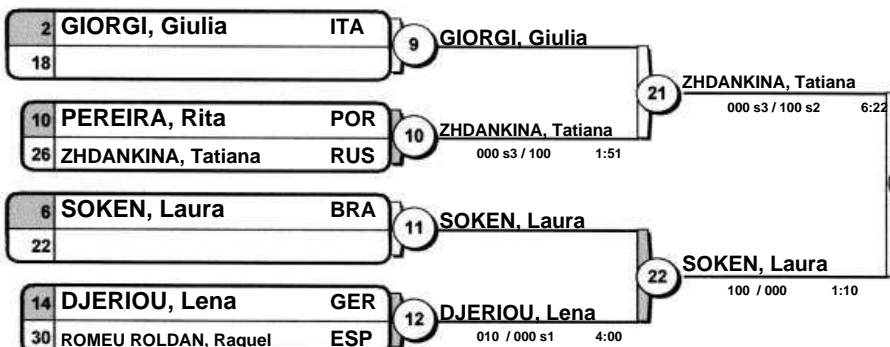 2 GIORGI, Giulia ITA
18
9 GIORGI, Giulia
10 PEREIRA, Rita POR
26 ZHDANKINA, Tatiana RUS
10 ZHDANKINA, Tatiana
000 s3 / 100 1:51
21 ZHDANKINA, Tatiana
000 s3 / 100 s2 6:22
6 SOKEN, Laura BRA
22
11 SOKEN, Laura
14 DJERIOU, Lena GER
30 ROMEU ROLDAN, Raquel ESP
12 DJERIOU, Lena
010 / 000 s1 4:00
22 SOKEN, Laura
100 / 000 1:10